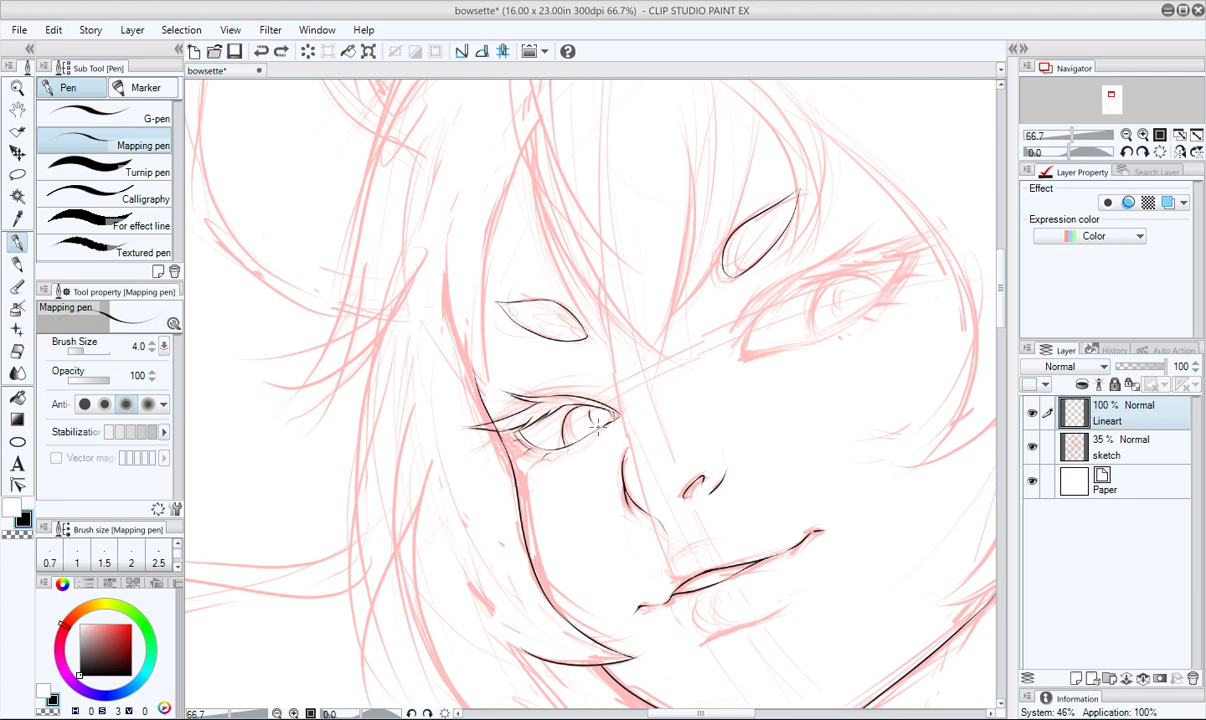 bowsette* (16.00 x 23.00in 300dpi 66.7%) - CLIP STUDIO PAINT EX
File Edit Story Layer Selection View Filter Window Help
Sub Tool [Pen]
Pen Marker
G-pen
Mapping pen
Turnip pen
Calligraphy
For effect line
Textured pen
Tool property [Mapping pen]
Mapping pen
Brush Size 4.0
Opacity 100
Anti-
Stabilization
Vector mag
Brush size [Mapping pen]
0.7 1 1.5 2 2.5
H 0 S 3 V 0
bowsette*
66.7 0.0
Navigator
66.7
0.0
Layer Property Search Layer
Effect
Expression color
Color
Layer History Auto Action
Normal 100
100 % Normal
Lineart
35 % Normal
sketch
Paper
Information
System: 46% Application: 100%